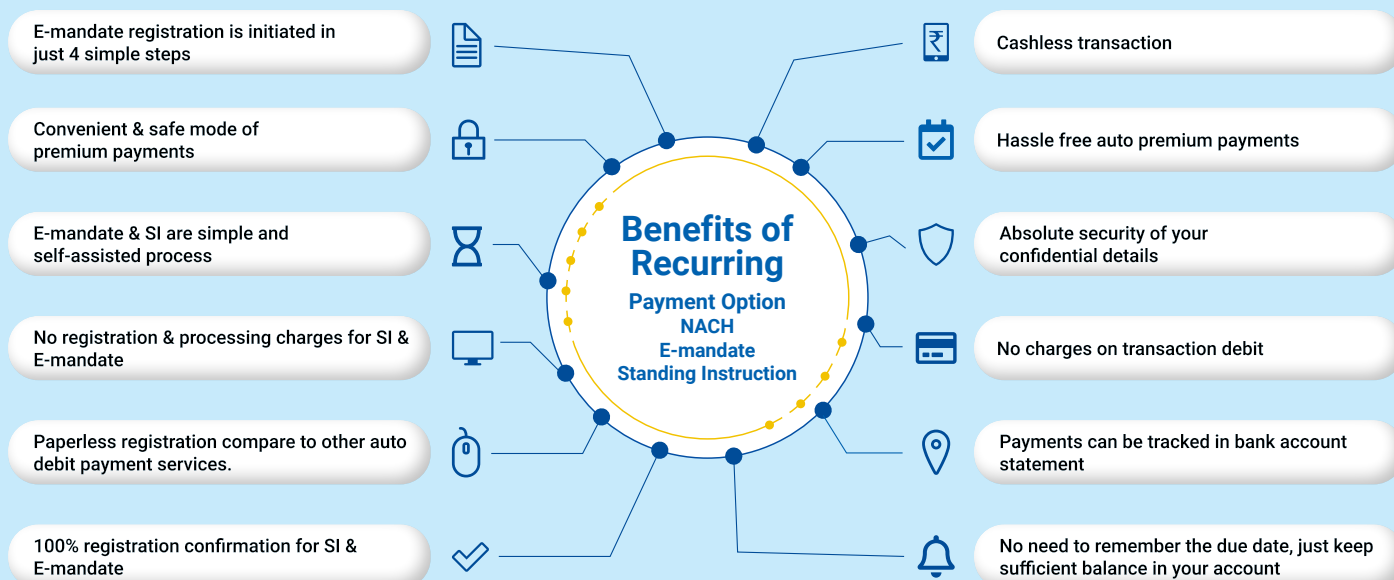 E-mandate registration is initiated in
just 4 simple steps
Convenient & safe mode of
premium payments
E-mandate & SI are simple and
self-assisted process
No registration & processing charges for SI &
E-mandate
Paperless registration compare to other auto
debit payment services.
100% registration confirmation for SI &
E-mandate
Benefits of
Recurring
Payment Option
NACH
E-mandate
Standing Instruction
₹
Cashless transaction
Hassle free auto premium payments
Absolute security of your
confidential details
No charges on transaction debit
Payments can be tracked in bank account
statement
No need to remember the due date, just keep
sufficient balance in your account